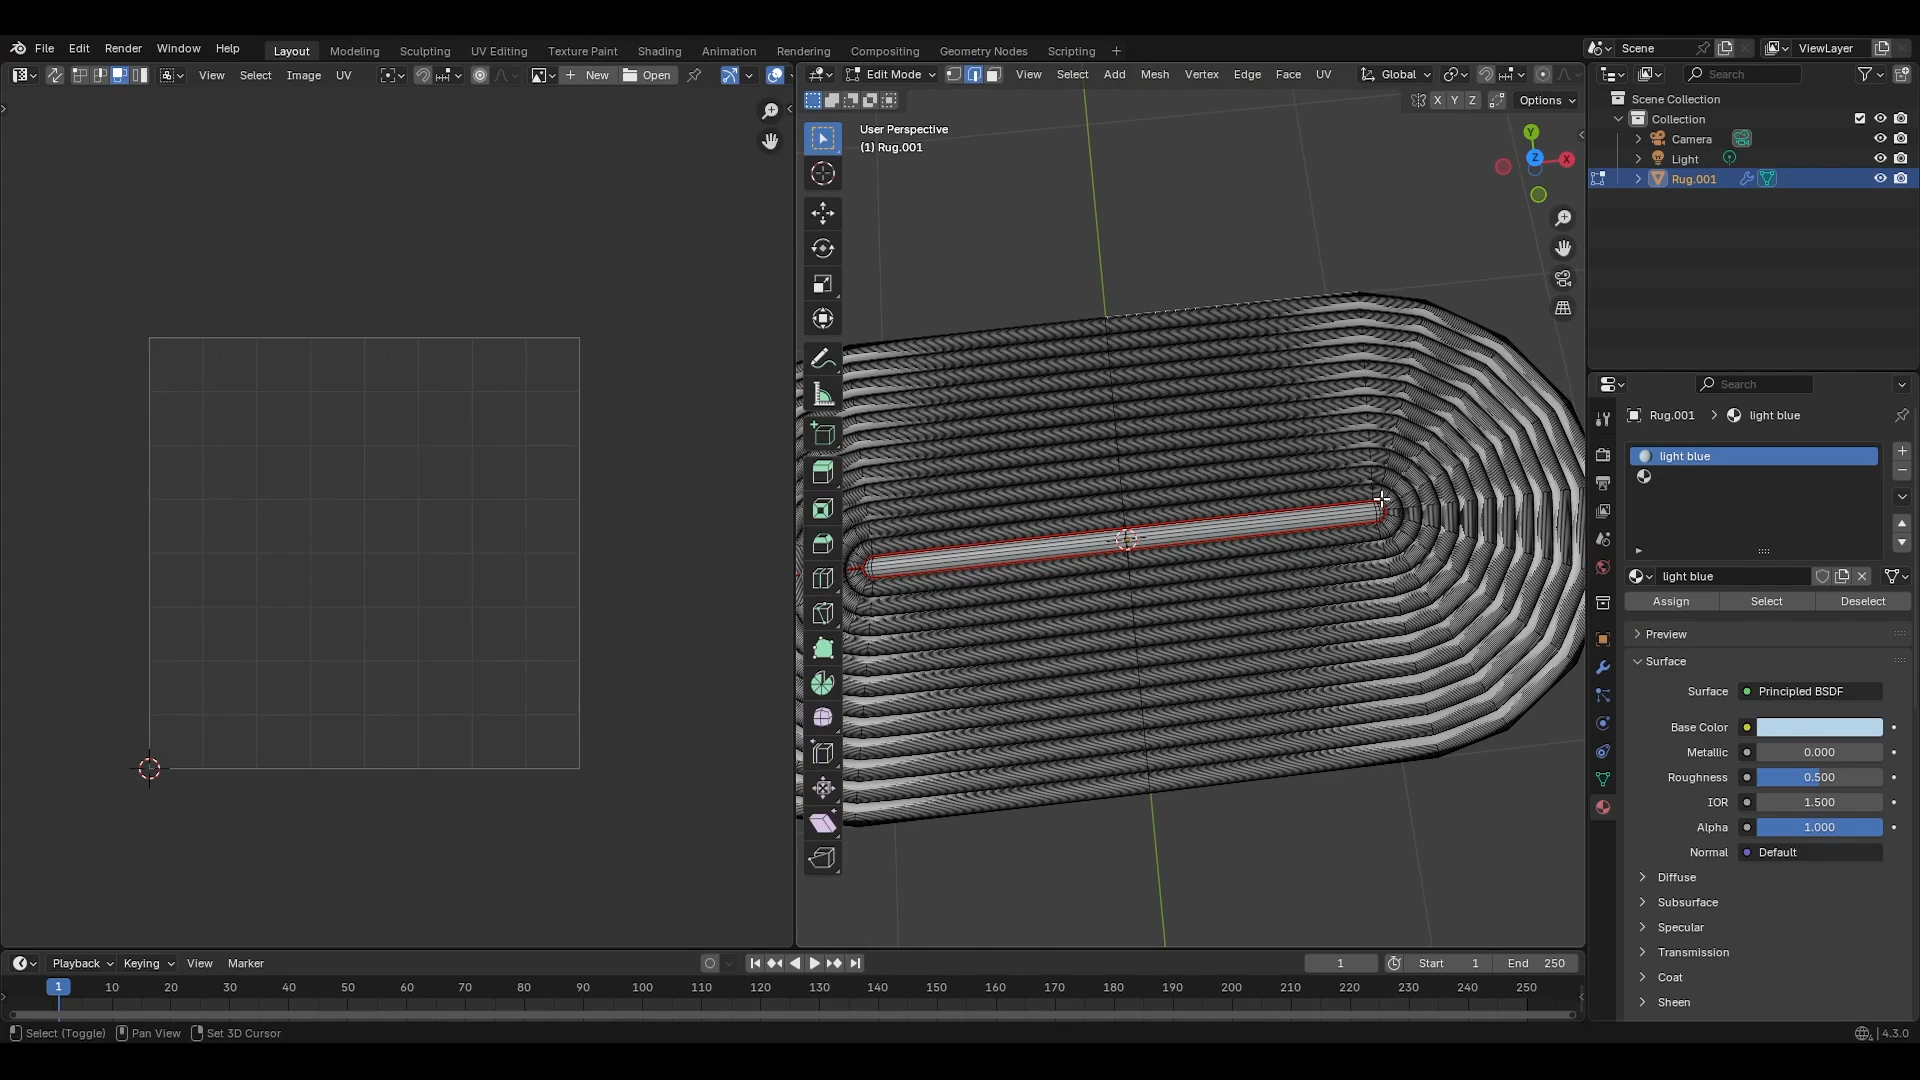 File Edit Render Window Help Layout Modeling Sculpting UV Editing Texture Paint Shading Animation Rendering Compositing Geometry Nodes Scripting + Scene ViewLayer
View Select Image UV New Open Edit Mode View Select Add Mesh Vertex Edge Face UV Global Search
X Y Z Options
User Perspective
(1) Rug.001
Y
Z
X
Scene Collection
Collection
Camera
Light
Rug.001
Search
Rug.001 > light blue
light blue
light blue
Assign Select Deselect
Preview
Surface
Surface Principled BSDF
Base Color
Metallic 0.000
Roughness 0.500
IOR 1.500
Alpha 1.000
Normal Default
Diffuse
Subsurface
Specular
Transmission
Coat
Sheen
Playback Keying View Marker 1 Start 1 End 250
1 10 20 30 40 50 60 70 80 90 100 110 120 130 140 150 160 170 180 190 200 210 220 230 240 250
Select (Toggle) Pan View Set 3D Cursor 4.3.0